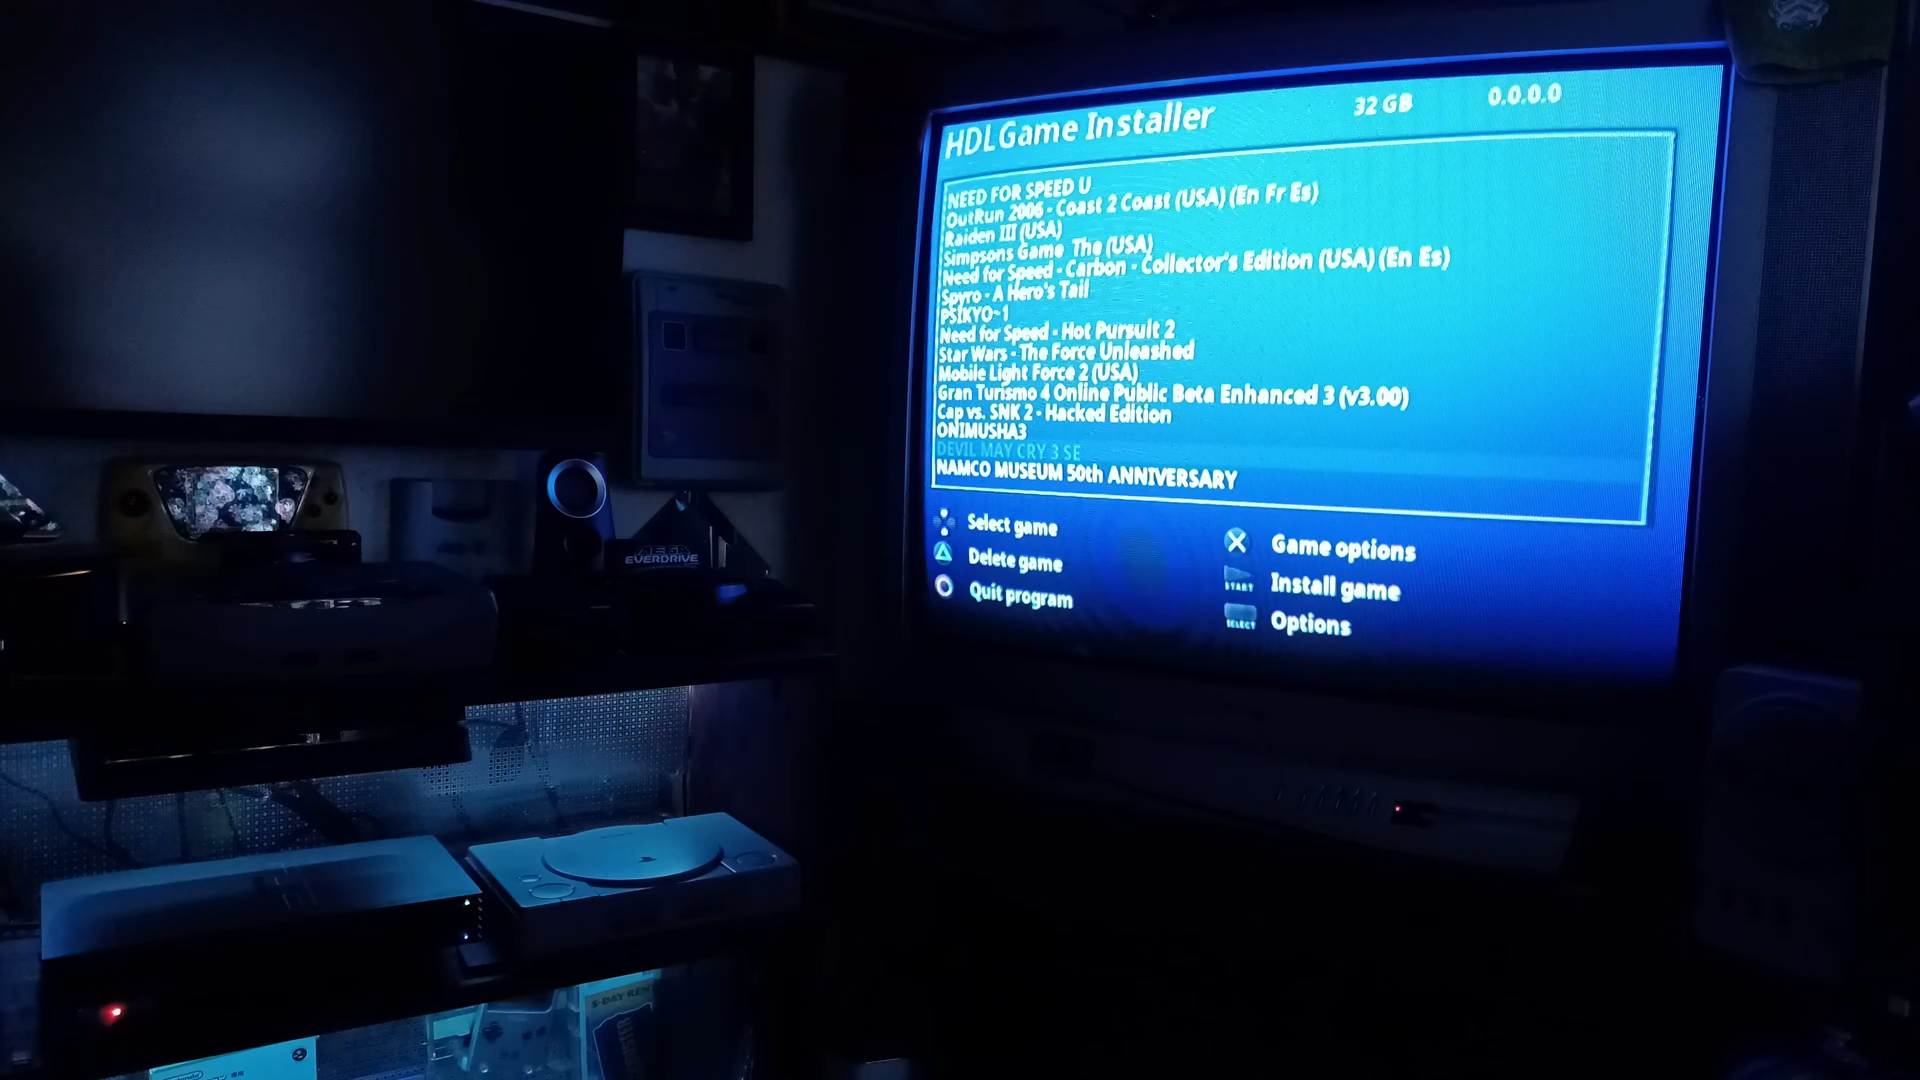 HDLGame Installer
32 GB
0.0.0.0
NEED FOR SPEED U
OutRun 2006 - Coast 2 Coast (USA) (En Fr Es)
Raiden III (USA)
Simpsons Game The (USA)
Need for Speed - Carbon - Collector's Edition (USA) (En Es)
Spyro - A Hero's Tail
PSIKYO~1
Need for Speed - Hot Pursuit 2
Star Wars - The Force Unleashed
Mobile Light Force 2 (USA)
Gran Turismo 4 Online Public Beta Enhanced 3 (v3.00)
Cap vs. SNK 2 - Hacked Edition
ONIMUSHA3
DEVIL MAY CRY 3 SE
NAMCO MUSEUM 50th ANNIVERSARY
Select game
Game options
Delete game
START
Install game
Quit program
SELECT
Options
MEGA
EVERDRIVE
5-DAY REN
Nintendo